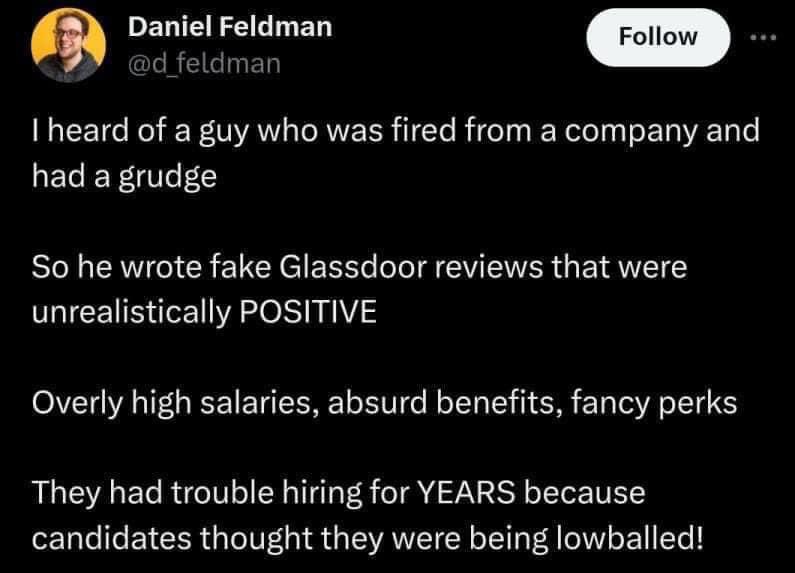 Daniel Feldman
@d_feldman
Follow
I heard of a guy who was fired from a company and
had a grudge
So he wrote fake Glassdoor reviews that were
unrealistically POSITIVE
Overly high salaries, absurd benefits, fancy perks
They had trouble hiring for YEARS because
candidates thought they were being lowballed!